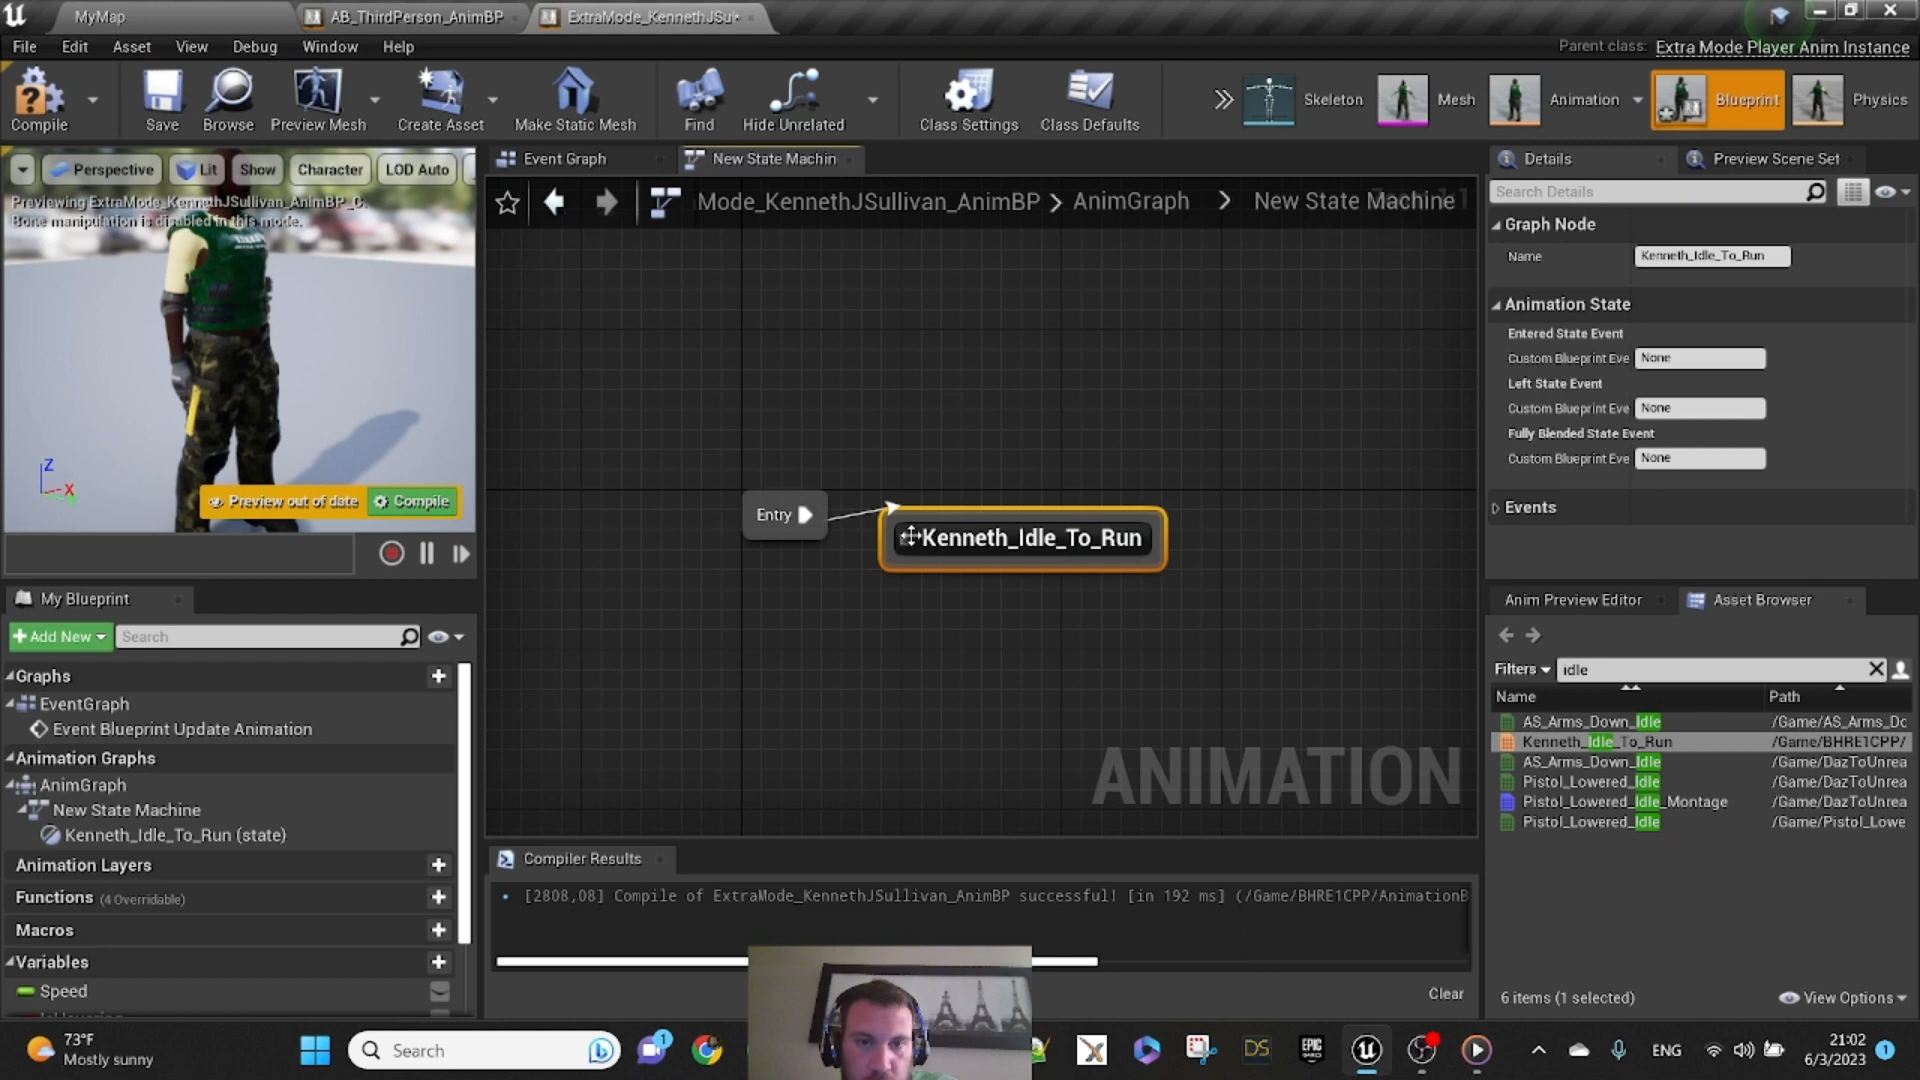 MyMap
AB_ThirdPerson_AnimBP
ExtraMode_KennethJSu
File Edit Asset View Debug Window Help
Parent class: Extra Mode Player Anim Instance
Compile
Save
Browse
Preview Mesh
Create Asset
Make Static Mesh
Find
Hide Unrelated
Class Settings
Class Defaults
Skeleton
Mesh
Animation
Blueprint
Physics
Perspective
Lit
Show
Character
LOD Auto
Previewing ExtraMode_KennethJSullivan_AnimBP_C.
Bone manipulation is disabled in this mode.
Z
X
Preview out of date
Compile
Event Graph
New State Machin
Mode_KennethJSullivan_AnimBP > AnimGraph > New State Machine
Entry
Kenneth_Idle_To_Run
ANIMATION
Details
Preview Scene Set
Search Details
Graph Node
Name Kenneth_Idle_To_Run
Animation State
Entered State Event
Custom Blueprint Eve None
Left State Event
Custom Blueprint Eve None
Fully Blended State Event
Custom Blueprint Eve None
Events
My Blueprint
Add New
Search
Graphs
EventGraph
Event Blueprint Update Animation
Animation Graphs
AnimGraph
New State Machine
Kenneth_Idle_To_Run (state)
Animation Layers
Functions (4 Overridable)
Macros
Variables
Speed
Compiler Results
[2808,08] Compile of ExtraMode_KennethJSullivan_AnimBP successful! [in 192 ms] (/Game/BHRE1CPP/AnimationB
Clear
Anim Preview Editor
Asset Browser
Filters
idle
Name Path
AS_Arms_Down_Idle /Game/AS_Arms_Dc
Kenneth_Idle_To_Run /Game/BHRE1CPP/
AS_Arms_Down_Idle /Game/DazToUnrea
Pistol_Lowered_Idle /Game/DazToUnrea
Pistol_Lowered_Idle_Montage /Game/DazToUnrea
Pistol_Lowered_Idle /Game/Pistol_Lowe
6 items (1 selected)
View Options
73°F
Mostly sunny
Search
1
DS
EPIC GAMES
ENG
21:02
6/3/2023
1